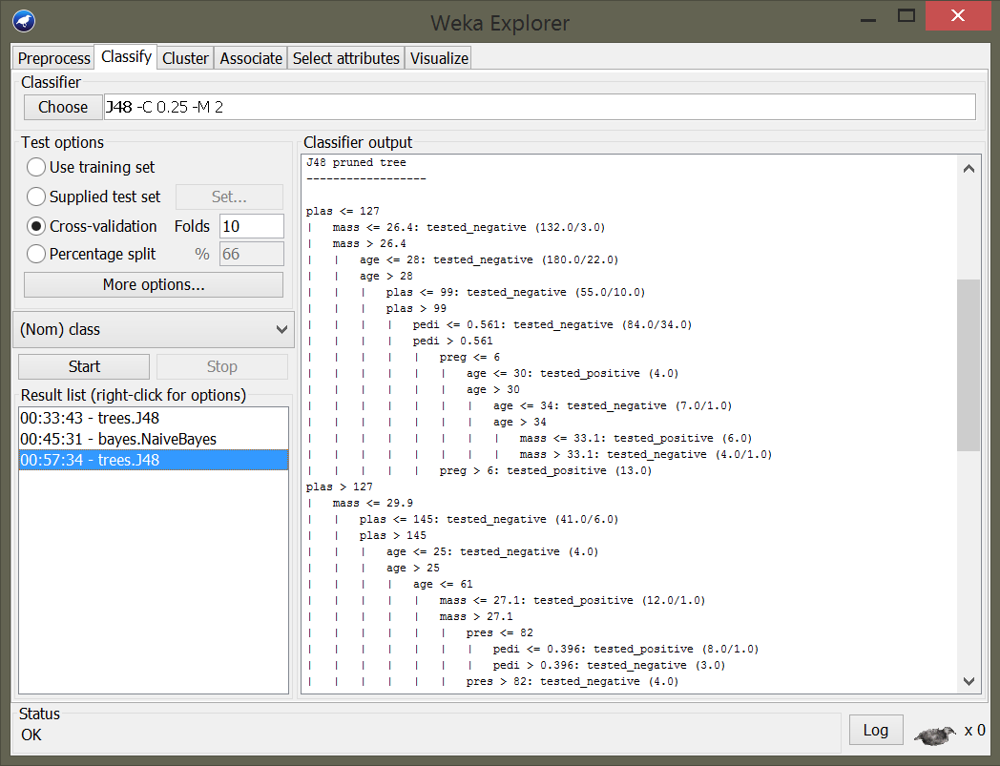 Weka Explorer
Preprocess Classify Cluster Associate Select attributes Visualize
Classifier
Choose J48 -C 0.25 -M 2
Test options
Use training set
Supplied test set Set...
Cross-validation Folds 10
Percentage split % 66
More options...
(Nom) class
Start Stop
Result list (right-click for options)
00:33:43 - trees.J48
00:45:31 - bayes.NaiveBayes
00:57:34 - trees.J48
Classifier output
J48 pruned tree
------------------
plas <= 127
| mass <= 26.4: tested_negative (132.0/3.0)
| mass > 26.4
| | age <= 28: tested_negative (180.0/22.0)
| | age > 28
| | | plas <= 99: tested_negative (55.0/10.0)
| | | plas > 99
| | | | pedi <= 0.561: tested_negative (84.0/34.0)
| | | | pedi > 0.561
| | | | | preg <= 6
| | | | | | age <= 30: tested_positive (4.0)
| | | | | | age > 30
| | | | | | | age <= 34: tested_negative (7.0/1.0)
| | | | | | | age > 34
| | | | | | | | mass <= 33.1: tested_positive (6.0)
| | | | | | | | mass > 33.1: tested_negative (4.0/1.0)
| | | | | preg > 6: tested_positive (13.0)
plas > 127
| mass <= 29.9
| | plas <= 145: tested_negative (41.0/6.0)
| | plas > 145
| | | age <= 25: tested_negative (4.0)
| | | age > 25
| | | | age <= 61
| | | | | mass <= 27.1: tested_positive (12.0/1.0)
| | | | | mass > 27.1
| | | | | | pres <= 82
| | | | | | | pedi <= 0.396: tested_positive (8.0/1.0)
| | | | | | | pedi > 0.396: tested_negative (3.0)
| | | | | | pres > 82: tested_negative (4.0)
Status
OK
Log x 0